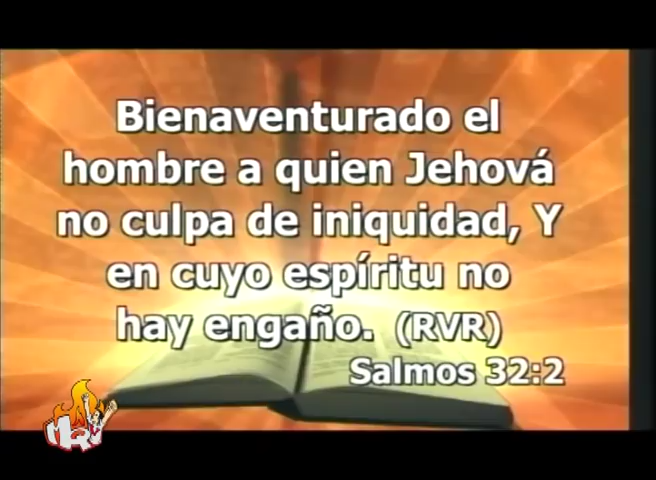 Bienaventurado el
hombre a quien Jehová
no culpa de iniquidad, Y
en cuyo espíritu no
hay engaño. (RVR)
Salmos 32:2
MRV